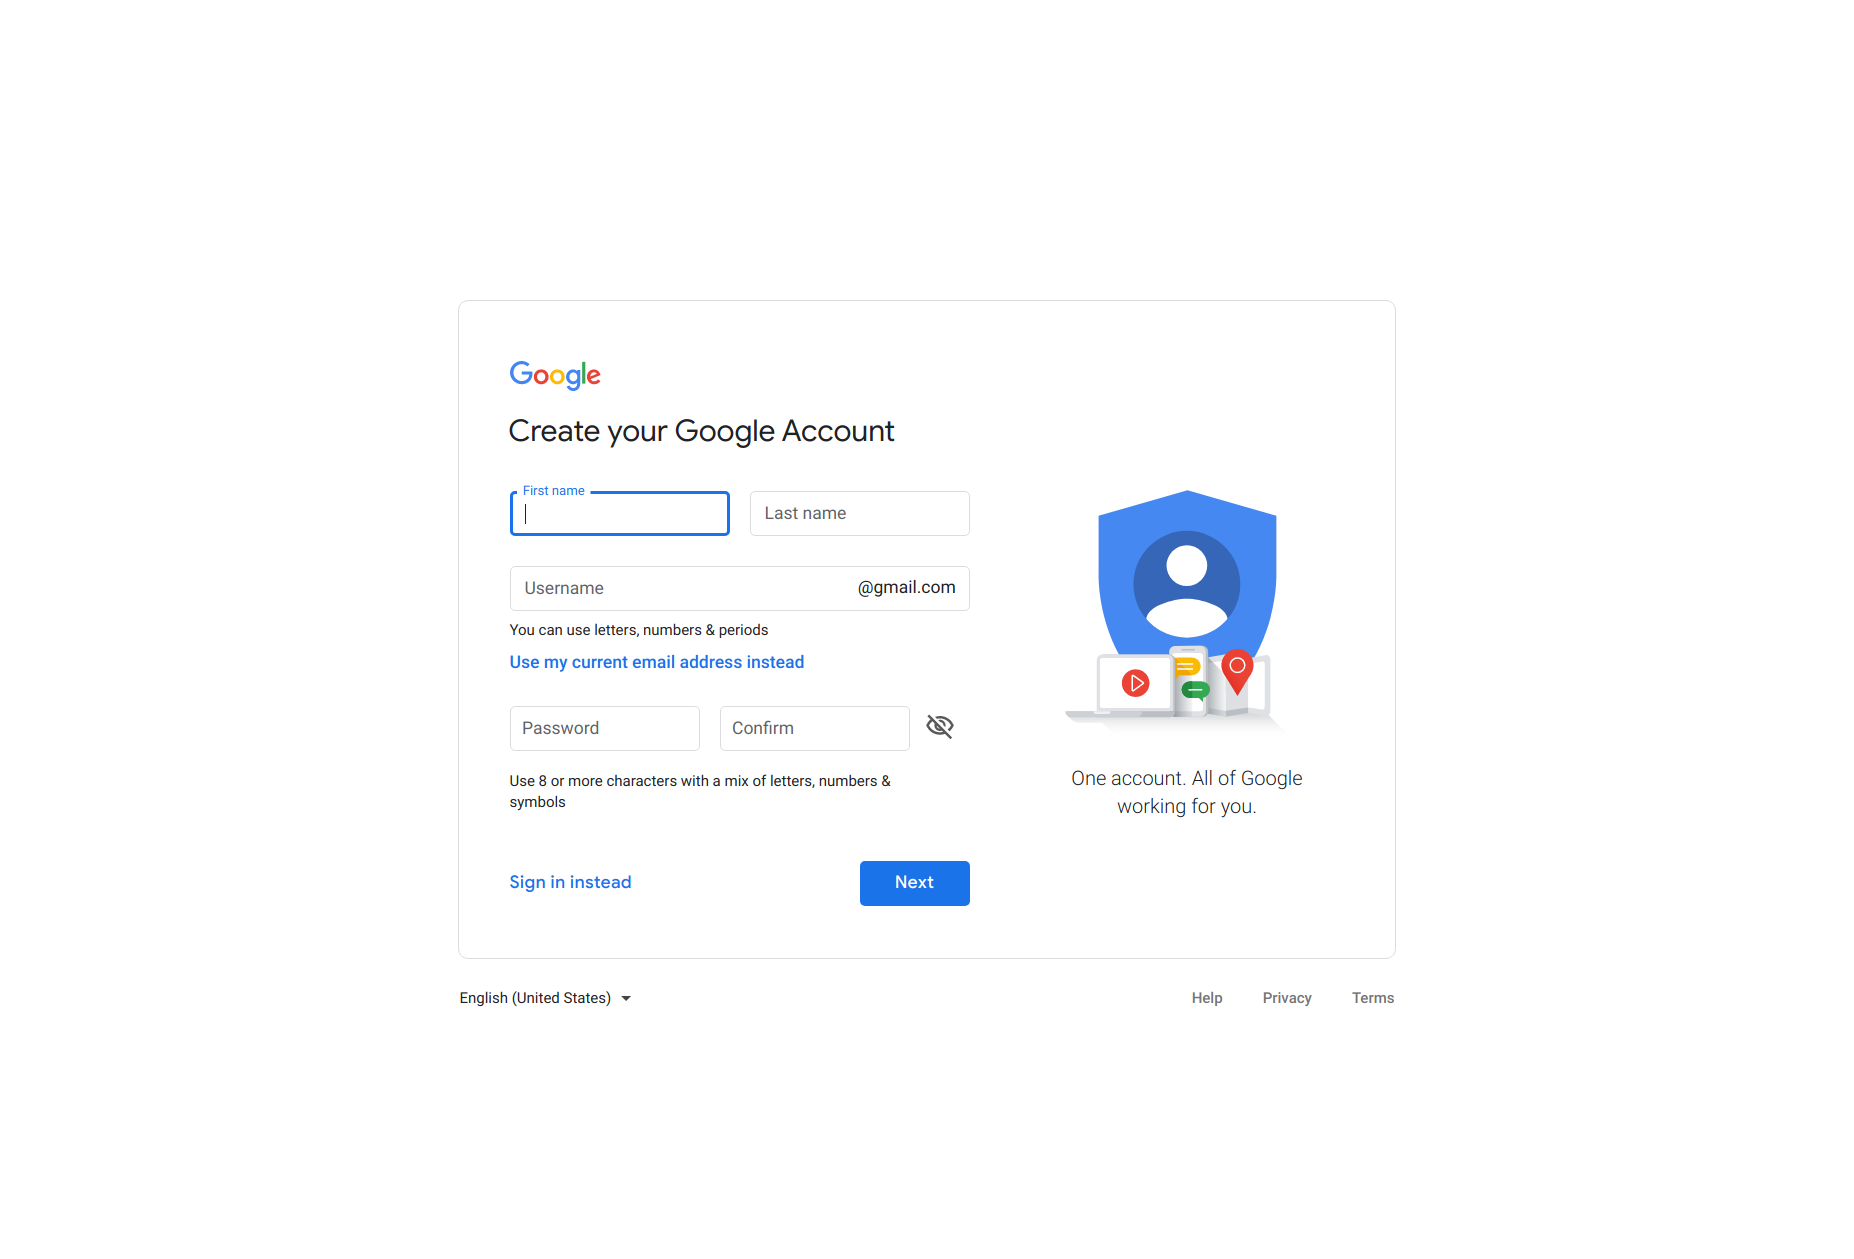 Google
Create your Google Account
First name
Last name
Username
@gmail.com
You can use letters, numbers & periods
Use my current email address instead
Password
Confirm
Use 8 or more characters with a mix of letters, numbers &
symbols
Sign in instead
Next
One account. All of Google
working for you.
English (United States)
Help
Privacy
Terms